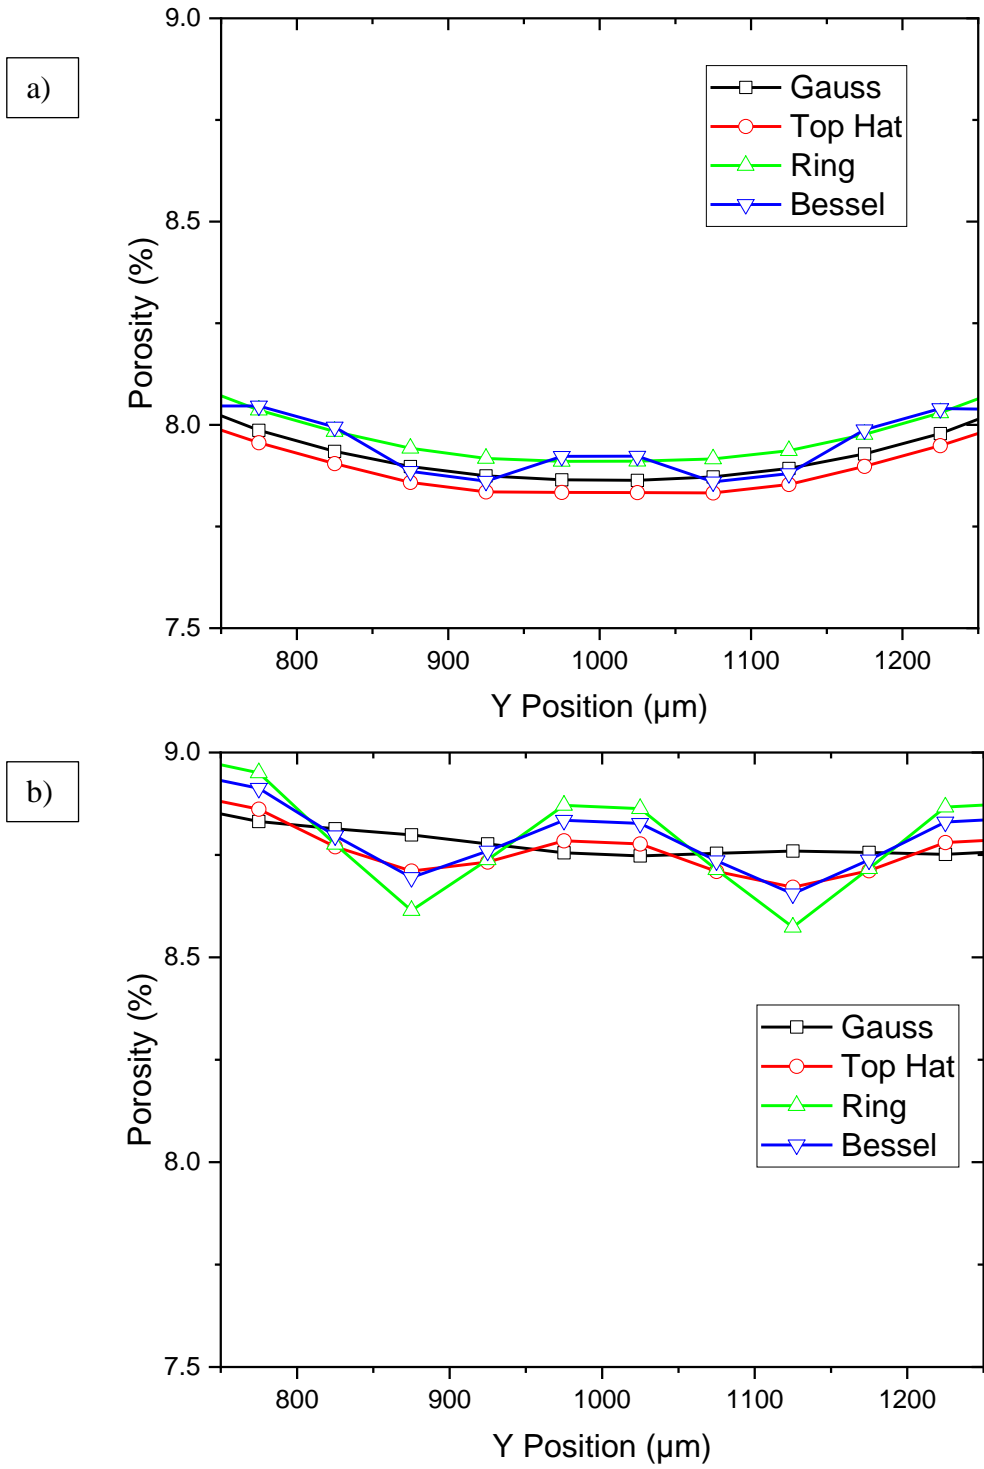 a)
9.0
8.5
8.0
7.5
Porosity (%)
Gauss
Top Hat
Ring
Bessel
800 900 1000 1100 1200
Y Position (µm)
b)
9.0
8.5
8.0
7.5
Porosity (%)
Gauss
Top Hat
Ring
Bessel
800 900 1000 1100 1200
Y Position (µm)